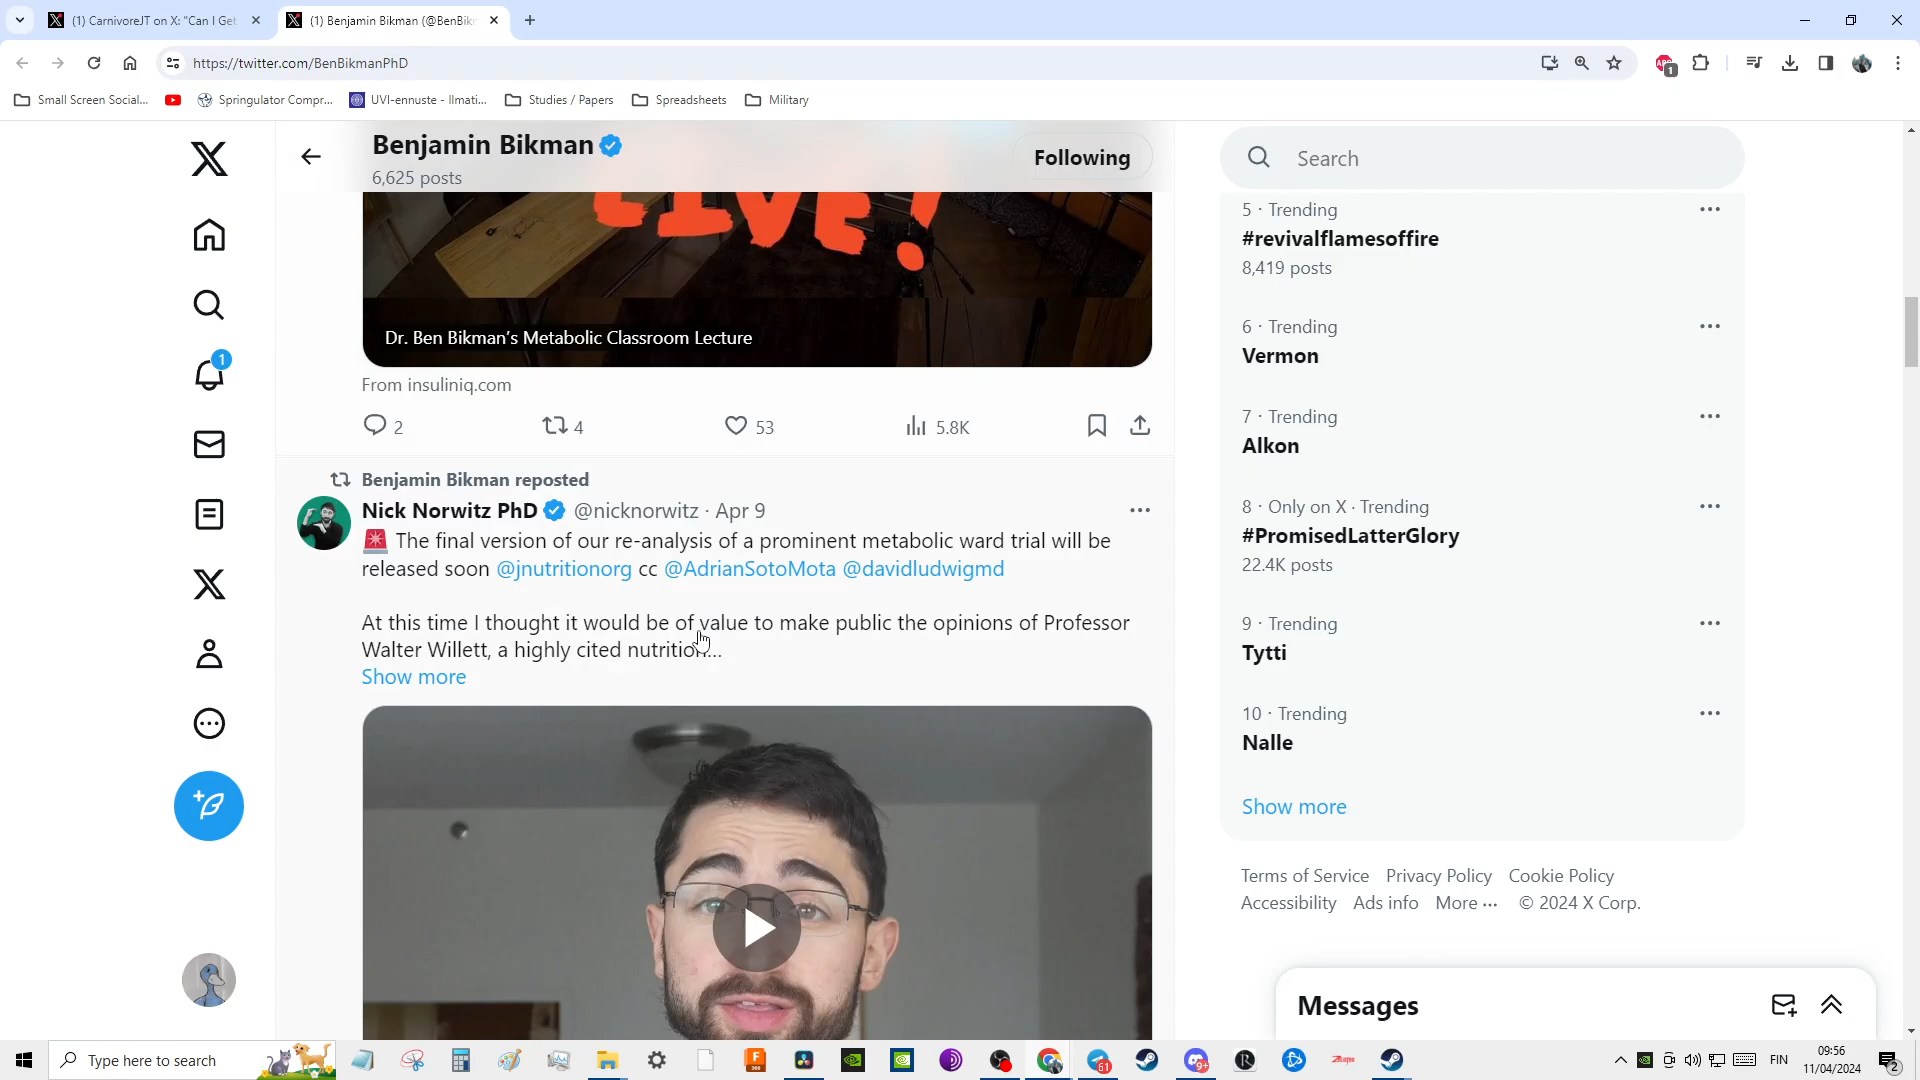 (1) CarnivoreJT on X: "Can I Get
(1) Benjamin Bikman (@BenBik
https://twitter.com/BenBikmanPhD
1
Small Screen Social...
Springulator Compr...
UVI-ennuste - Ilmati...
Studies / Papers
Spreadsheets
Military
Benjamin Bikman
6,625 posts
Following
LIVE!
Dr. Ben Bikman's Metabolic Classroom Lecture
From insuliniq.com
2
4
53
5.8K
Benjamin Bikman reposted
Nick Norwitz PhD @nicknorwitz · Apr 9
The final version of our re-analysis of a prominent metabolic ward trial will be
released soon @jnutritionorg cc @AdrianSotoMota @davidludwigmd
At this time I thought it would be of value to make public the opinions of Professor
Walter Willett, a highly cited nutrition...
Show more
1
Search
5 · Trending
#revivalflamesoffire
8,419 posts
6 · Trending
Vermon
7 · Trending
Alkon
8 · Only on X · Trending
#PromisedLatterGlory
22.4K posts
9 · Trending
Tytti
10 · Trending
Nalle
Show more
Terms of Service Privacy Policy Cookie Policy
Accessibility Ads info More ··· © 2024 X Corp.
Messages
Type here to search
61
9+
FIN
09:56
11/04/2024
2